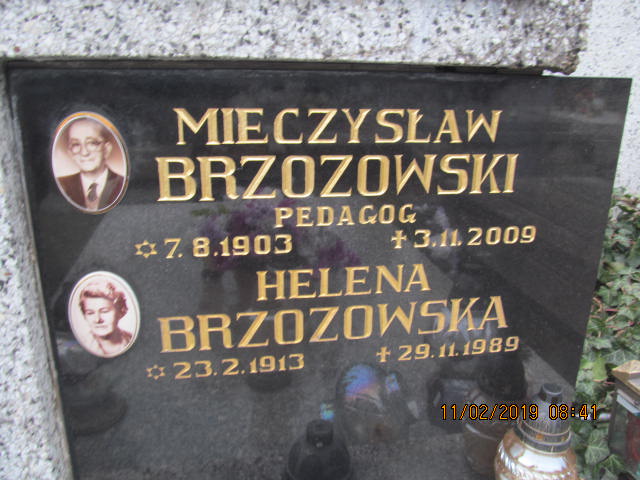 MIECZYSŁAW
BRZOZOWSKI
PEDAGOG
✡ 7.8.1903 ✝ 3.11.2009
HELENA
BRZOZOWSKA
✡ 23.2.1913 ✝ 29.11.1989
11/02/2019 08:41